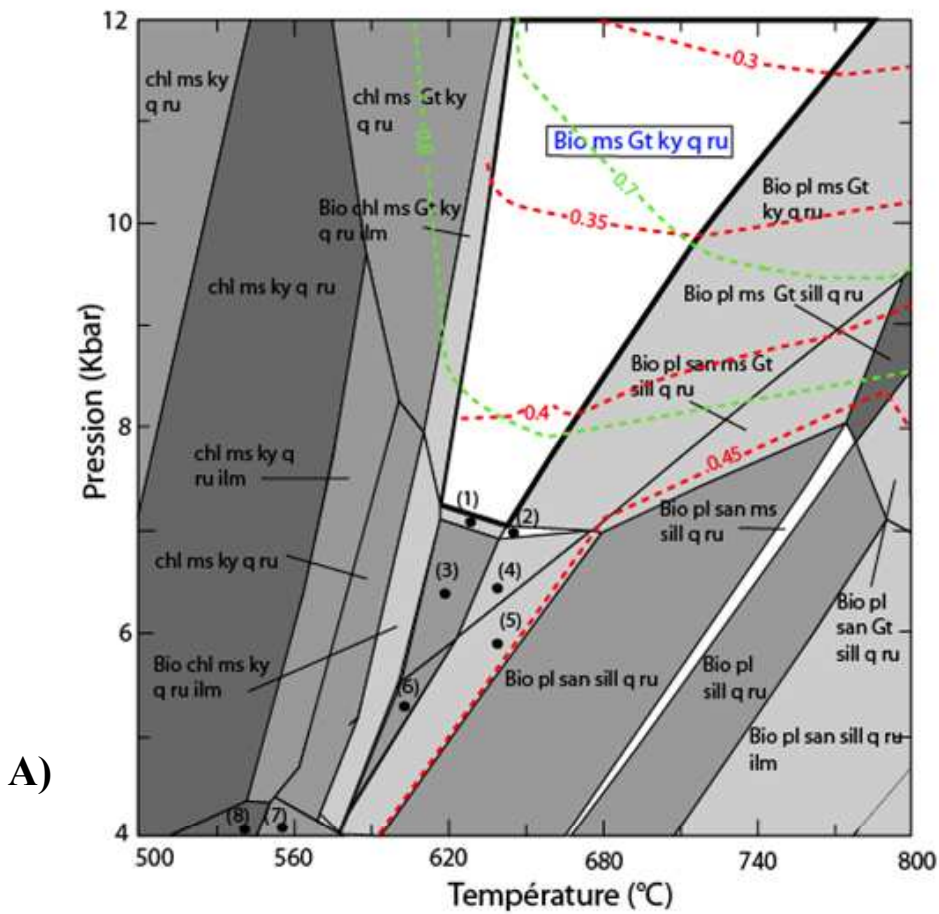 12
10
8
6
4
Pression (Kbar)
A)
500
560
620
680
740
800
Température (°C)
chl ms ky
q ru
chl ms Gt ky
q ru
Bio ms Gt ky q ru
0.3
0.7
0.35
Bio pl ms Gt
ky q ru
Bio chl ms Gt ky
q ru ilm
chl ms ky q ru
Bio pl ms Gt sill q ru
Bio pl san ms Gt
sill q ru
0.4
0.45
chl ms ky q
ru ilm
(1)
(2)
Bio pl san ms
sill q ru
chl ms ky q ru
(3)
(4)
(5)
Bio pl
san Gt
sill q ru
Bio chl ms ky
q ru ilm
(6)
Bio pl san sill q ru
Bio pl
sill q ru
Bio pl san sill q ru
ilm
(8)
(7)